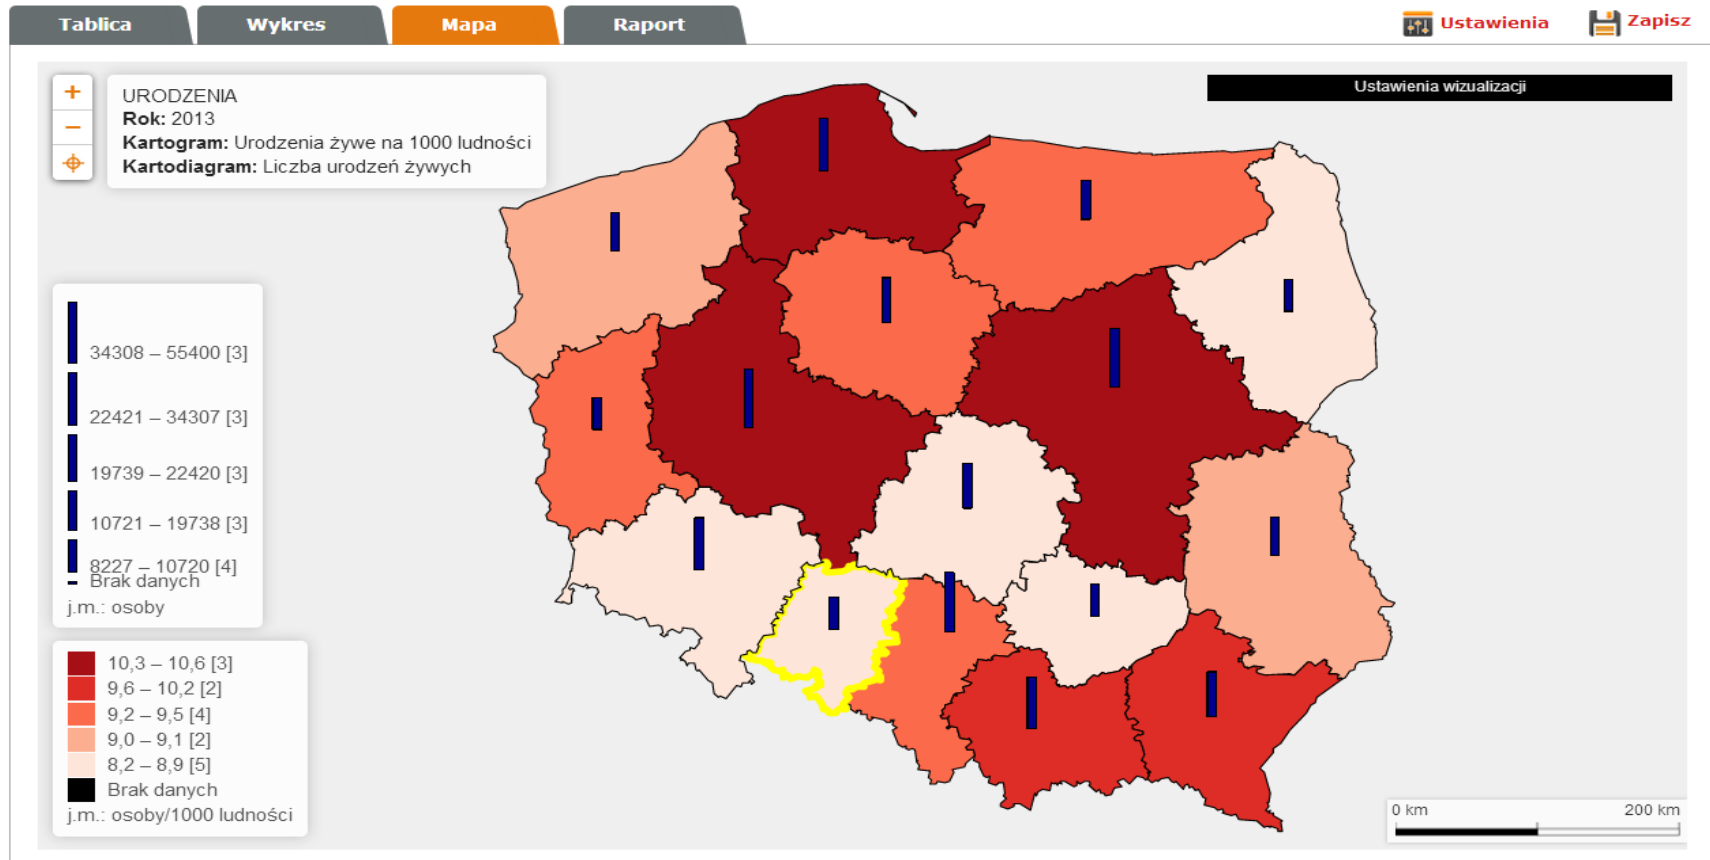 Tablica
Wykres
Mapa
Raport
Ustawienia
Zapisz
+
−
URODZENIA
Rok: 2013
Kartogram: Urodzenia żywe na 1000 ludności
Kartodiagram: Liczba urodzeń żywych
Ustawienia wizualizacji
34308 – 55400 [3]
22421 – 34307 [3]
19739 – 22420 [3]
10721 – 19738 [3]
8227 – 10720 [4]
Brak danych
j.m.: osoby
10,3 – 10,6 [3]
9,6 – 10,2 [2]
9,2 – 9,5 [4]
9,0 – 9,1 [2]
8,2 – 8,9 [5]
Brak danych
j.m.: osoby/1000 ludności
0 km
200 km